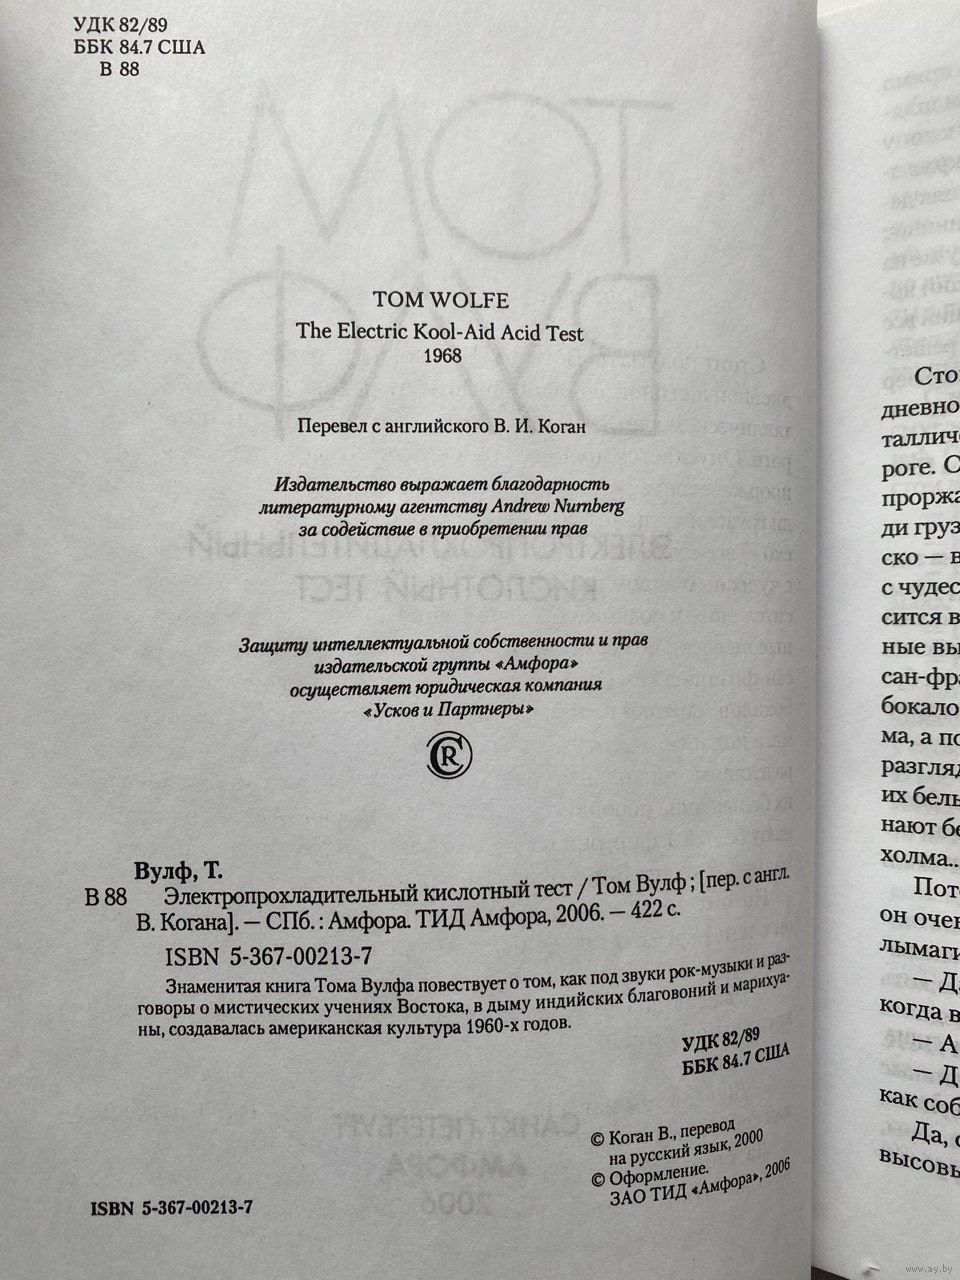 УДК 82/89
ББК 84.7 США
В 88
TOM WOLFE
The Electric Kool-Aid Acid Test
1968
Перевел с английского В. И. Коган
Издательство выражает благодарность
литературному агентству Andrew Nurnberg
за содействие в приобретении прав
Защиту интеллектуальной собственности и прав
издательской группы «Амфора»
осуществляет юридическая компания
«Усков и Партнеры»
CR
Вулф, Т.
В 88 Электропрохладительный кислотный тест / Том Вулф ; [пер. с англ.
В. Когана]. — СПб. : Амфора. ТИД Амфора, 2006. — 422 с.
ISBN 5-367-00213-7
Знаменитая книга Тома Вулфа повествует о том, как под звуки рок-музыки и раз-
говоры о мистических учениях Востока, в дыму индийских благовоний и марихуа-
ны, создавалась американская культура 1960-х годов.
УДК 82/89
ББК 84.7 США
© Коган В., перевод
на русский язык, 2000
© Оформление.
ЗАО ТИД «Амфора», 2006
ISBN 5-367-00213-7
Сто
дневно
таллич
роге. С
проржа
ди груз
ско — в
с чудес
сится в
ные вы
сан-фра
бокало
ма, а по
разгляд
их бель
нают бе
холма..
Пот
он очен
лымаги
— Д
когда в
— А
— Д
как соб
Да, с
высовы
www.ay.by